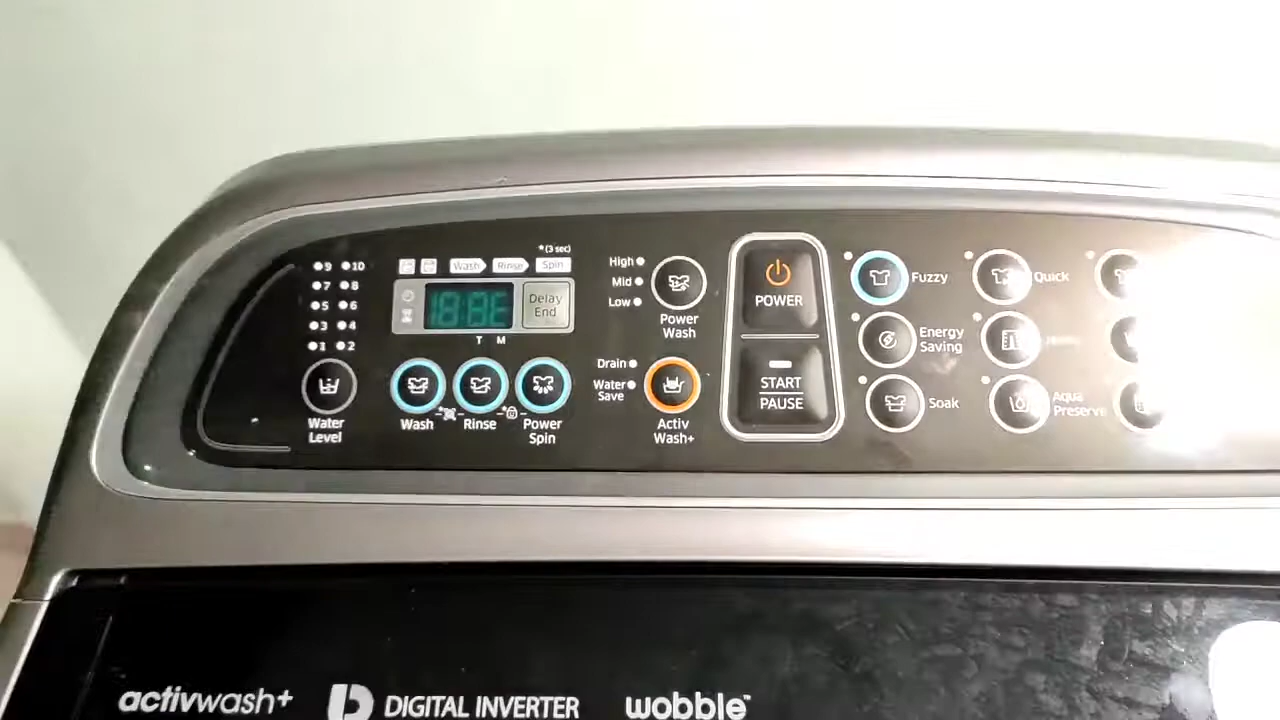 *(3 sec)
9 10
7 8
5 6
3 4
1 2
Water
Level
Wash
Rinse
Spin
Delay
End
T M
Wash
Rinse
Power
Spin
High
Mid
Low
Power
Wash
Drain
Water
Save
Activ
Wash+
POWER
START
PAUSE
Fuzzy
Energy
Saving
Soak
Quick
Aqua
Preserve
activwash+
DIGITAL INVERTER
wobble™